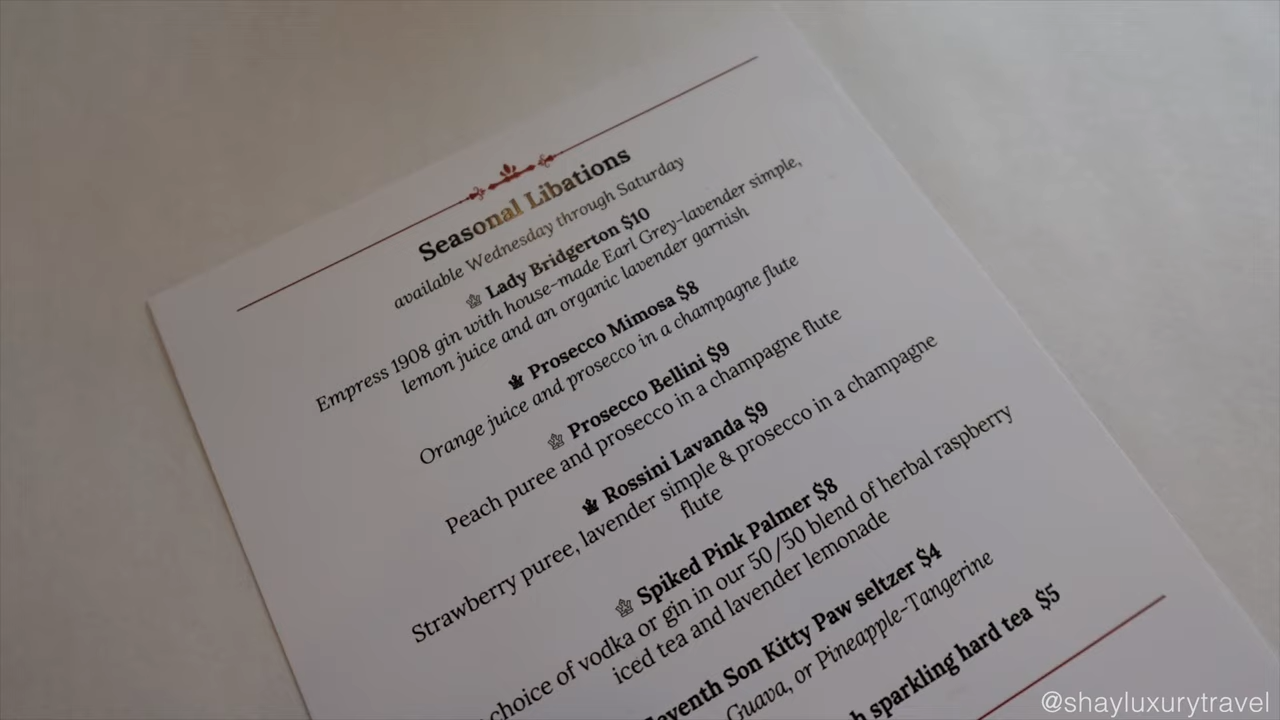 Seasonal Libations
available Wednesday through Saturday
Lady Bridgerton $10
Empress 1908 gin with house-made Earl Grey-lavender simple,
lemon juice and an organic lavender garnish
Prosecco Mimosa $8
Orange juice and prosecco in a champagne flute
Prosecco Bellini $9
Peach puree and prosecco in a champagne flute
Rossini Lavanda $9
Strawberry puree, lavender simple & prosecco in a champagne
flute
Spiked Pink Palmer $8
choice of vodka or gin in our 50/50 blend of herbal raspberry
iced tea and lavender lemonade
Son Kitty Paw seltzer $4
Guava, or Pineapple-Tangerine
sparkling hard tea $5
@shayluxurytravel